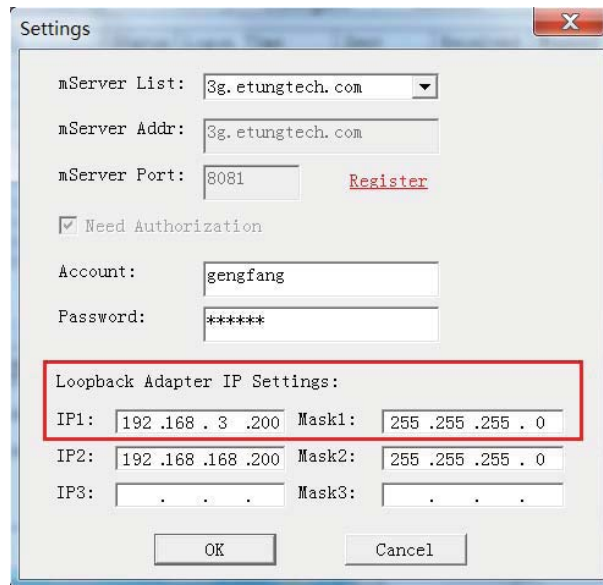 Settings
mServer List: 3g.etungtech.com
mServer Addr: 3g.etungtech.com
mServer Port: 8081 Register
Need Authorization
Account: gengfang
Password: ******
Loopback Adapter IP Settings:
IP1: 192 .168 . 3 .200 Mask1: 255 .255 .255 . 0
IP2: 192 .168 .168 .200 Mask2: 255 .255 .255 . 0
IP3: . . . Mask3: . . .
OK Cancel